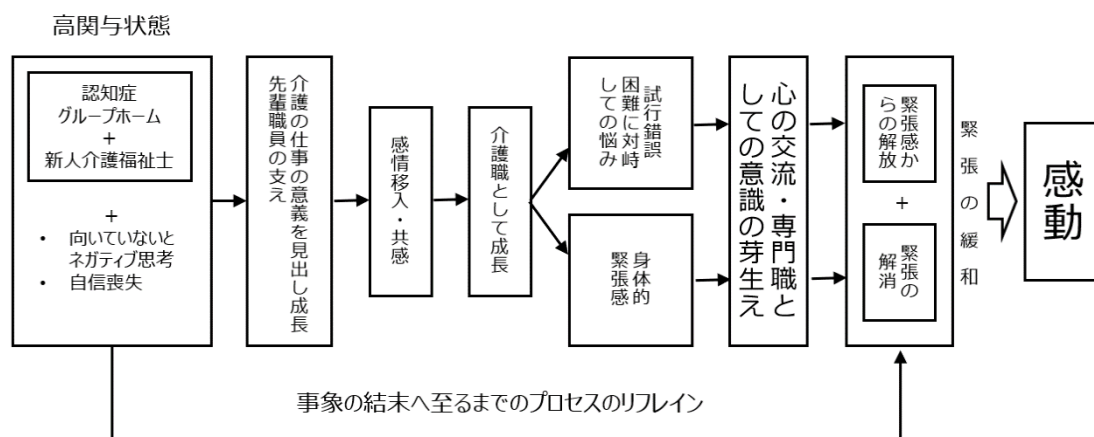 高関与状態
認知症
グループホーム
+
新人介護福祉士
+
• 向いていないと
ネガティブ思考
• 自信喪失
介護の仕事の意義を見出し成長
先輩職員の支え
感情移入・共感
介護職として成長
試行錯誤
困難に対峙
しての悩み
身体的
緊張感
心の交流・専門職と
しての意識の芽生え
緊張感か
らの解放
+
緊張の
解消
緊張の緩和
感動
事象の結末へ至るまでのプロセスのリフレイン